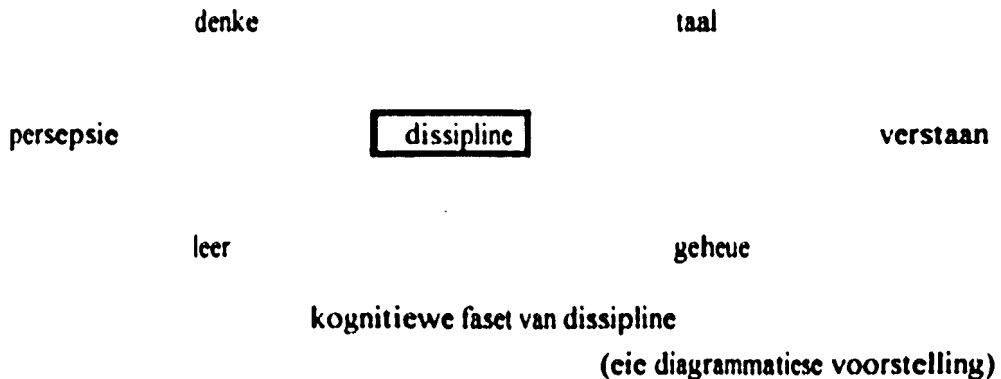 denke taal
persepsie dissipline verstaan
leer geheue
kognitiewe faset van dissipline
(eie diagrammatiese voorstelling)